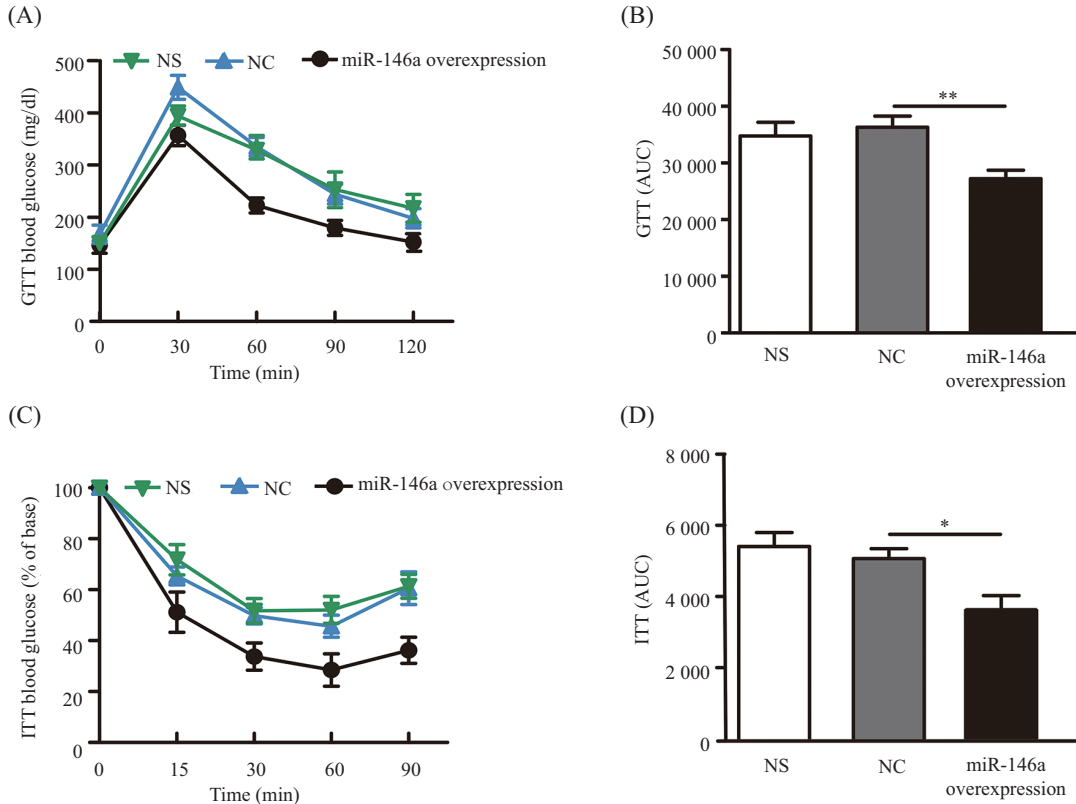 (A)
NS NC miR-146a overexpression
GTT blood glucose (mg/dl)
500
400
300
200
100
0
0 30 60 90 120
Time (min)
(B)
GTT (AUC)
50 000
40 000
30 000
20 000
10 000
0
**
NS NC miR-146a
overexpression
(C)
NS NC miR-146a overexpression
ITT blood glucose (% of base)
100
80
60
40
20
0
0 15 30 60 90
Time (min)
(D)
ITT (AUC)
8 000
6 000
4 000
2 000
0
*
NS NC miR-146a
overexpression